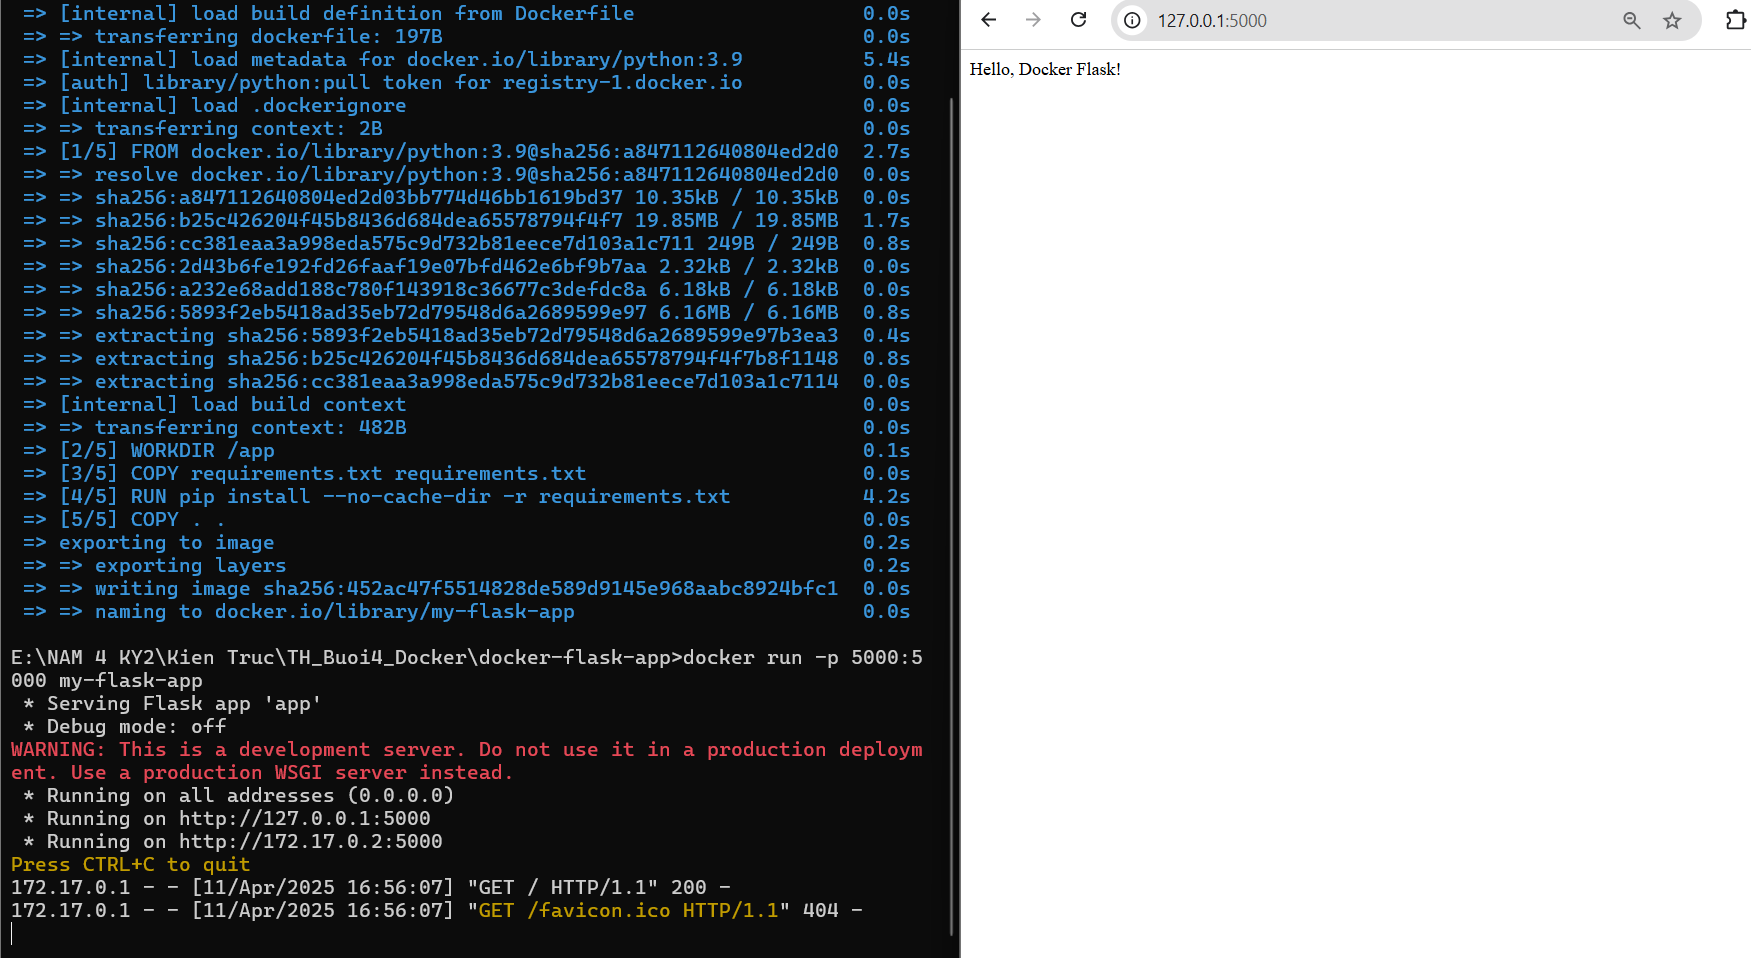 => [internal] load build definition from Dockerfile 0.0s
=> => transferring dockerfile: 197B 0.0s
=> [internal] load metadata for docker.io/library/python:3.9 5.4s
=> [auth] library/python:pull token for registry-1.docker.io 0.0s
=> [internal] load .dockerignore 0.0s
=> => transferring context: 2B 0.0s
=> [1/5] FROM docker.io/library/python:3.9@sha256:a847112640804ed2d0 2.7s
=> => resolve docker.io/library/python:3.9@sha256:a847112640804ed2d0 0.0s
=> => sha256:a847112640804ed2d03bb774d46bb1619bd37 10.35kB / 10.35kB 0.0s
=> => sha256:b25c426204f45b8436d684dea65578794f4f7 19.85MB / 19.85MB 1.7s
=> => sha256:cc381eaa3a998eda575c9d732b81eece7d103a1c711 249B / 249B 0.8s
=> => sha256:2d43b6fe192fd26faaf19e07bfd462e6bf9b7aa 2.32kB / 2.32kB 0.0s
=> => sha256:a232e68add188c780f143918c36677c3defdc8a 6.18kB / 6.18kB 0.0s
=> => sha256:5893f2eb5418ad35eb72d79548d6a2689599e97 6.16MB / 6.16MB 0.8s
=> => extracting sha256:5893f2eb5418ad35eb72d79548d6a2689599e97b3ea3 0.4s
=> => extracting sha256:b25c426204f45b8436d684dea65578794f4f7b8f1148 0.8s
=> => extracting sha256:cc381eaa3a998eda575c9d732b81eece7d103a1c7114 0.0s
=> [internal] load build context 0.0s
=> => transferring context: 482B 0.0s
=> [2/5] WORKDIR /app 0.1s
=> [3/5] COPY requirements.txt requirements.txt 0.0s
=> [4/5] RUN pip install --no-cache-dir -r requirements.txt 4.2s
=> [5/5] COPY . . 0.0s
=> exporting to image 0.2s
=> => exporting layers 0.2s
=> => writing image sha256:452ac47f5514828de589d9145e968aabc8924bfc1 0.0s
=> => naming to docker.io/library/my-flask-app 0.0s
E:\NAM 4 KY2\Kien Truc\TH_Buoi4_Docker\docker-flask-app>docker run -p 5000:5
000 my-flask-app
* Serving Flask app 'app'
* Debug mode: off
WARNING: This is a development server. Do not use it in a production deploym
ent. Use a production WSGI server instead.
* Running on all addresses (0.0.0.0)
* Running on http://127.0.0.1:5000
* Running on http://172.17.0.2:5000
Press CTRL+C to quit
172.17.0.1 - - [11/Apr/2025 16:56:07] "GET / HTTP/1.1" 200 -
172.17.0.1 - - [11/Apr/2025 16:56:07] "GET /favicon.ico HTTP/1.1" 404 -
127.0.0.1:5000
Hello, Docker Flask!